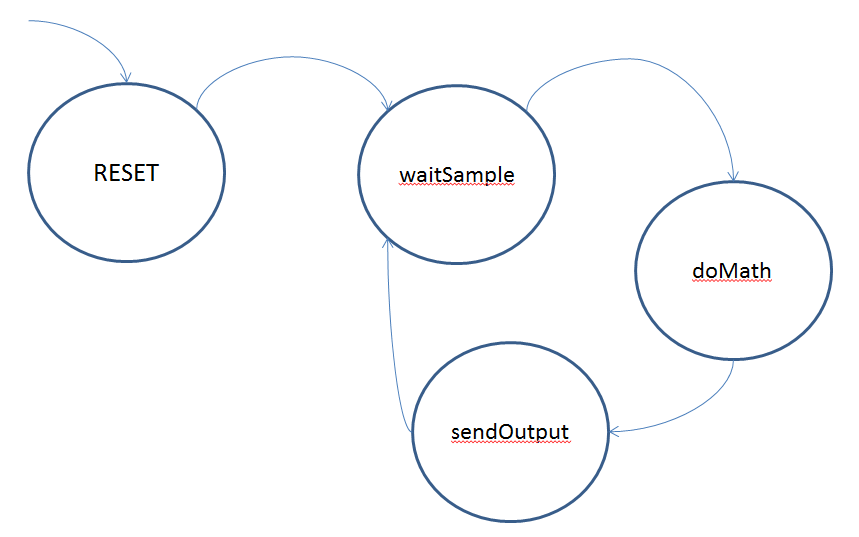 RESET
waitSample
doMath
sendOutput